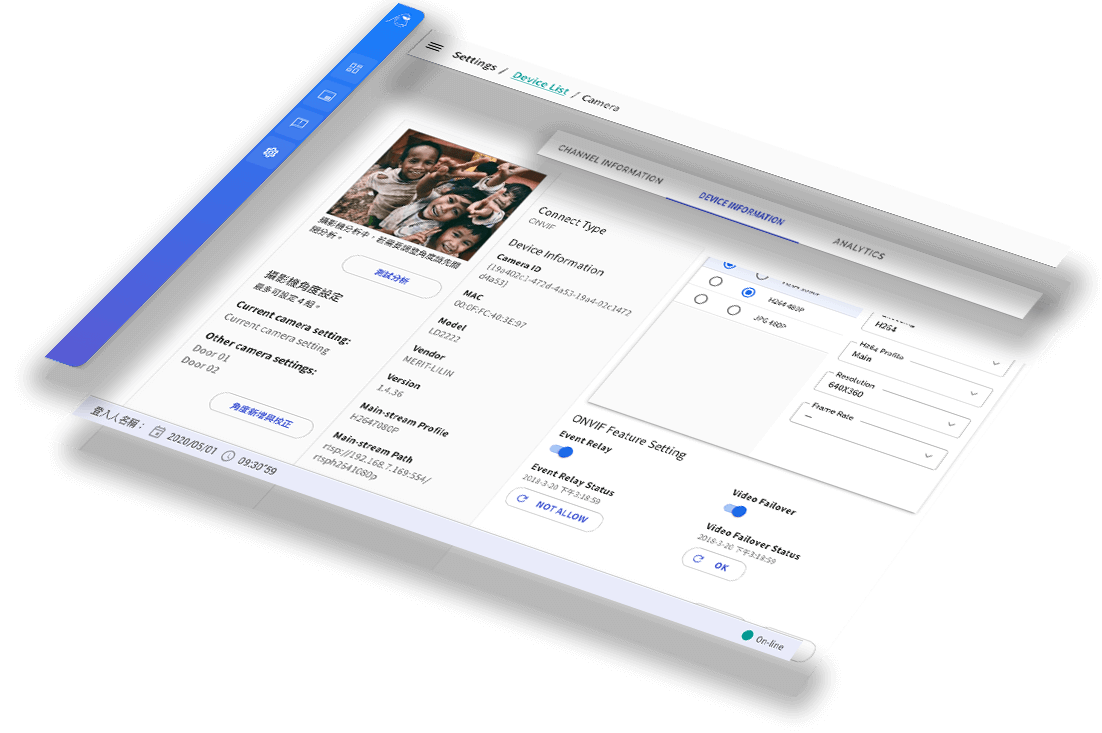 Settings / Device List / Camera
CHANNEL INFORMATION
DEVICE INFORMATION
ANALYTICS
攝影機分析中，若需要調整角度請先關
閉分析。
測試分析
攝影機角度設定
最多可設定 4 組。
Current camera setting:
Current camera setting
Other camera settings:
Door 01
Door 02
角度新增與校正
Connect Type
ONVIF
Device Information
Camera ID
{19a402c1-472d-4a53-19a4-02c1472
d4a53}
MAC
00:0F:FC:40:3E:97
Model
LD2222
Vendor
MERIT-LILIN
Version
1.4.36
Main-stream Profile
H2647080P
Main-stream Path
rtsp://192.168.7.169:554/
rtsph2641080p
H264 480P
JPG 480P
H264
H264 Profile
Main
Resolution
640X360
Frame Rate
--
ONVIF Feature Setting
Event Relay
Event Relay Status
2018-3-20 下午3:18:59
NOT ALLOW
Video Failover
Video Failover Status
2018-3-20 下午3:18:59
OK
登入人名稱：
2020/05/01
09:30'59
On-line